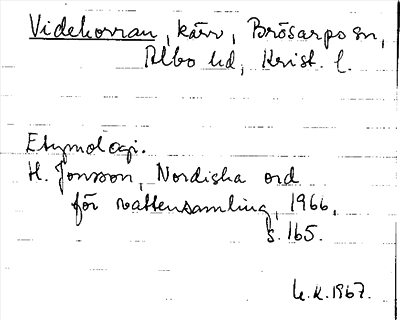 Videkorran, kärr, Brösarps sn,
Albo hd, Krist. l.
Etymologi.
H. Jonsson, Nordiska ord
för vattensamling, 1966,
s. 165.
U.K. 1967.